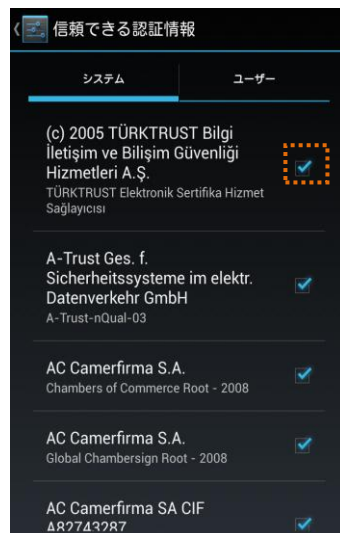 信頼できる認証情報
システム
ユーザー
(c) 2005 TÜRKTRUST Bilgi
İletişim ve Bilişim Güvenliği
Hizmetleri A.Ş.
TÜRKTRUST Elektronik Sertifika Hizmet
Sağlayıcısı
A-Trust Ges. f.
Sicherheitssysteme im elektr.
Datenverkehr GmbH
A-Trust-nQual-03
AC Camerfirma S.A.
Chambers of Commerce Root - 2008
AC Camerfirma S.A.
Global Chambersign Root - 2008
AC Camerfirma SA CIF
A82743287